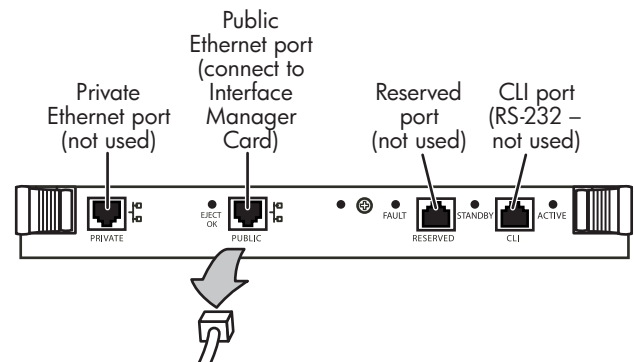 Public
Ethernet port
(connect to
Interface
Manager
Card)
Private
Ethernet port
(not used)
Reserved
port
(not used)
CLI port
(RS-232 –
not used)
EJECT
OK
FAULT
STANDBY
ACTIVE
PRIVATE
PUBLIC
RESERVED
CLI